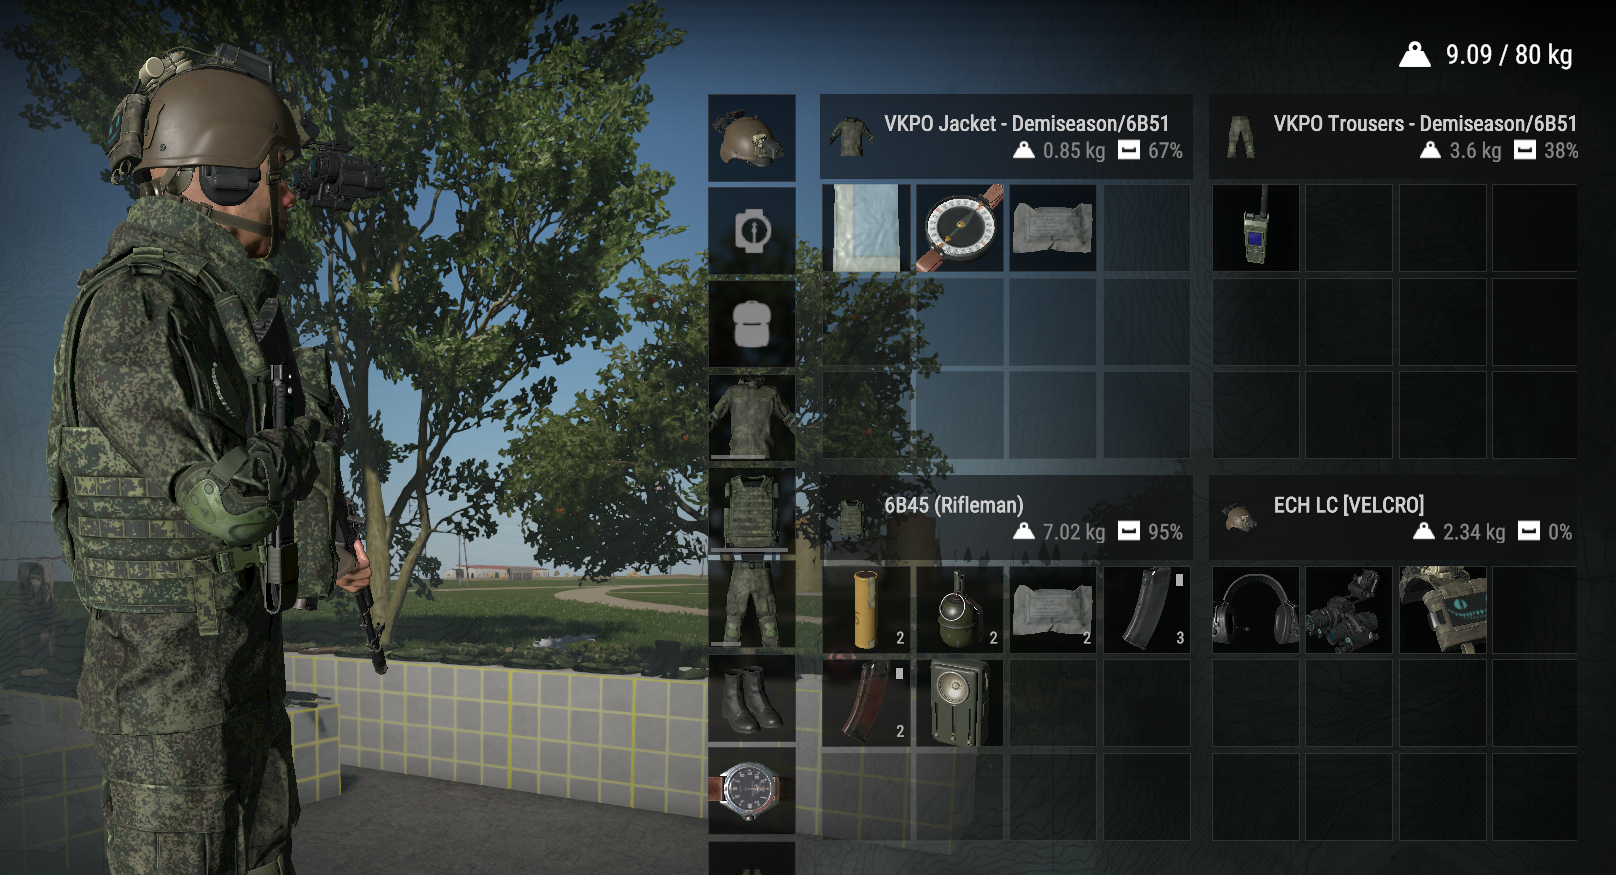 9.09 / 80 kg
VKPO Jacket - Demiseason/6B51
0.85 kg 67%
VKPO Trousers - Demiseason/6B51
3.6 kg 38%
6B45 (Rifleman)
7.02 kg 95%
ECH LC [VELCRO]
2.34 kg 0%
2
2
2
3
2